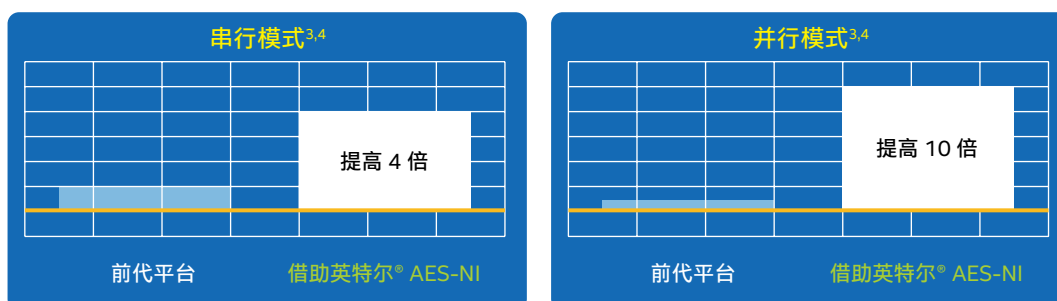 串行模式3,4
提高 4 倍
前代平台
借助英特尔® AES-NI
并行模式3,4
提高 10 倍
前代平台
借助英特尔® AES-NI